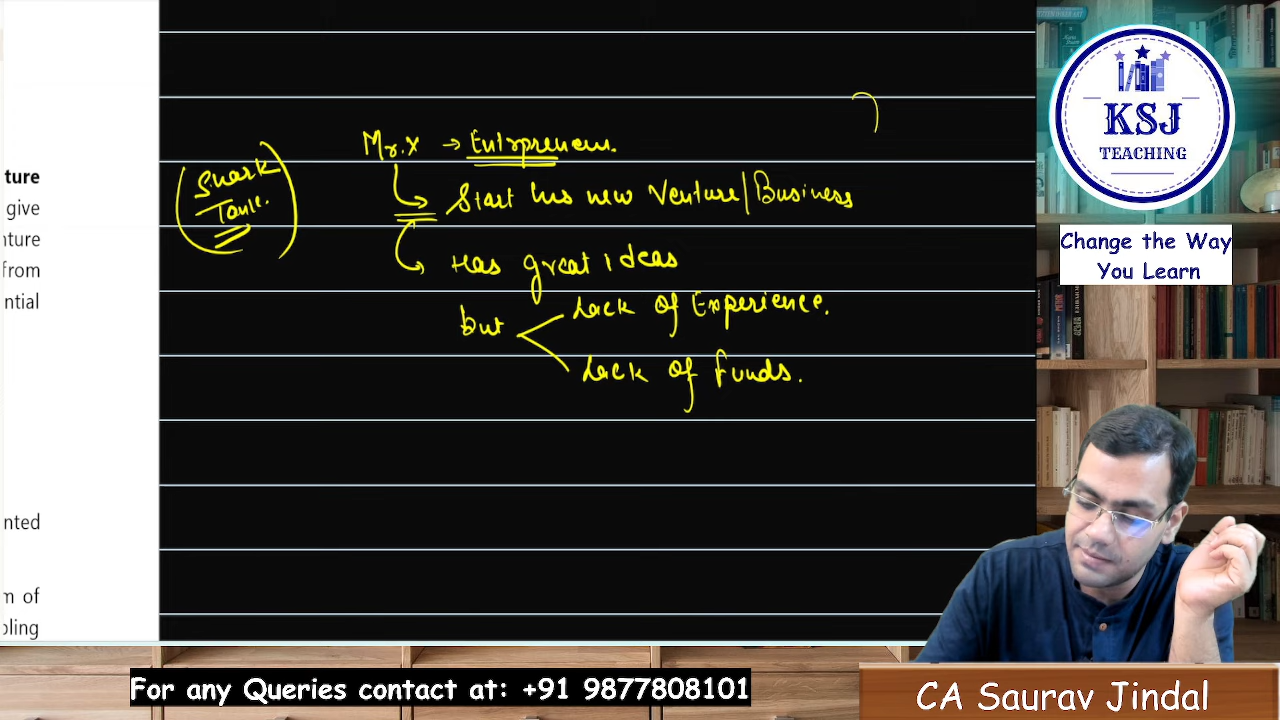 ture
give
nture
from
ntial
nted
m of
bling
(Shark
Tank.)
Mr. X → Entrpreneur.
Start his new Venture/Business
Has great ideas
but
Lack of Experience.
Lack of funds.
KSJ
TEACHING
Change the Way
You Learn
For any Queries contact at: +91 9877808101
CA Saurav Jindal